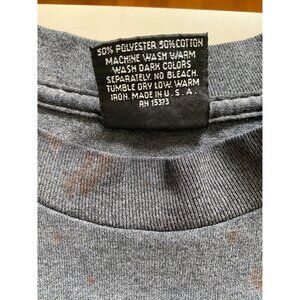 50% POLYESTER 50% COTTON
MACHINE WASH WARM
WASH DARK COLORS
SEPARATELY. NO BLEACH.
TUMBLE DRY LOW. WARM
IRON. MADE IN U.S.A.
RN 15373